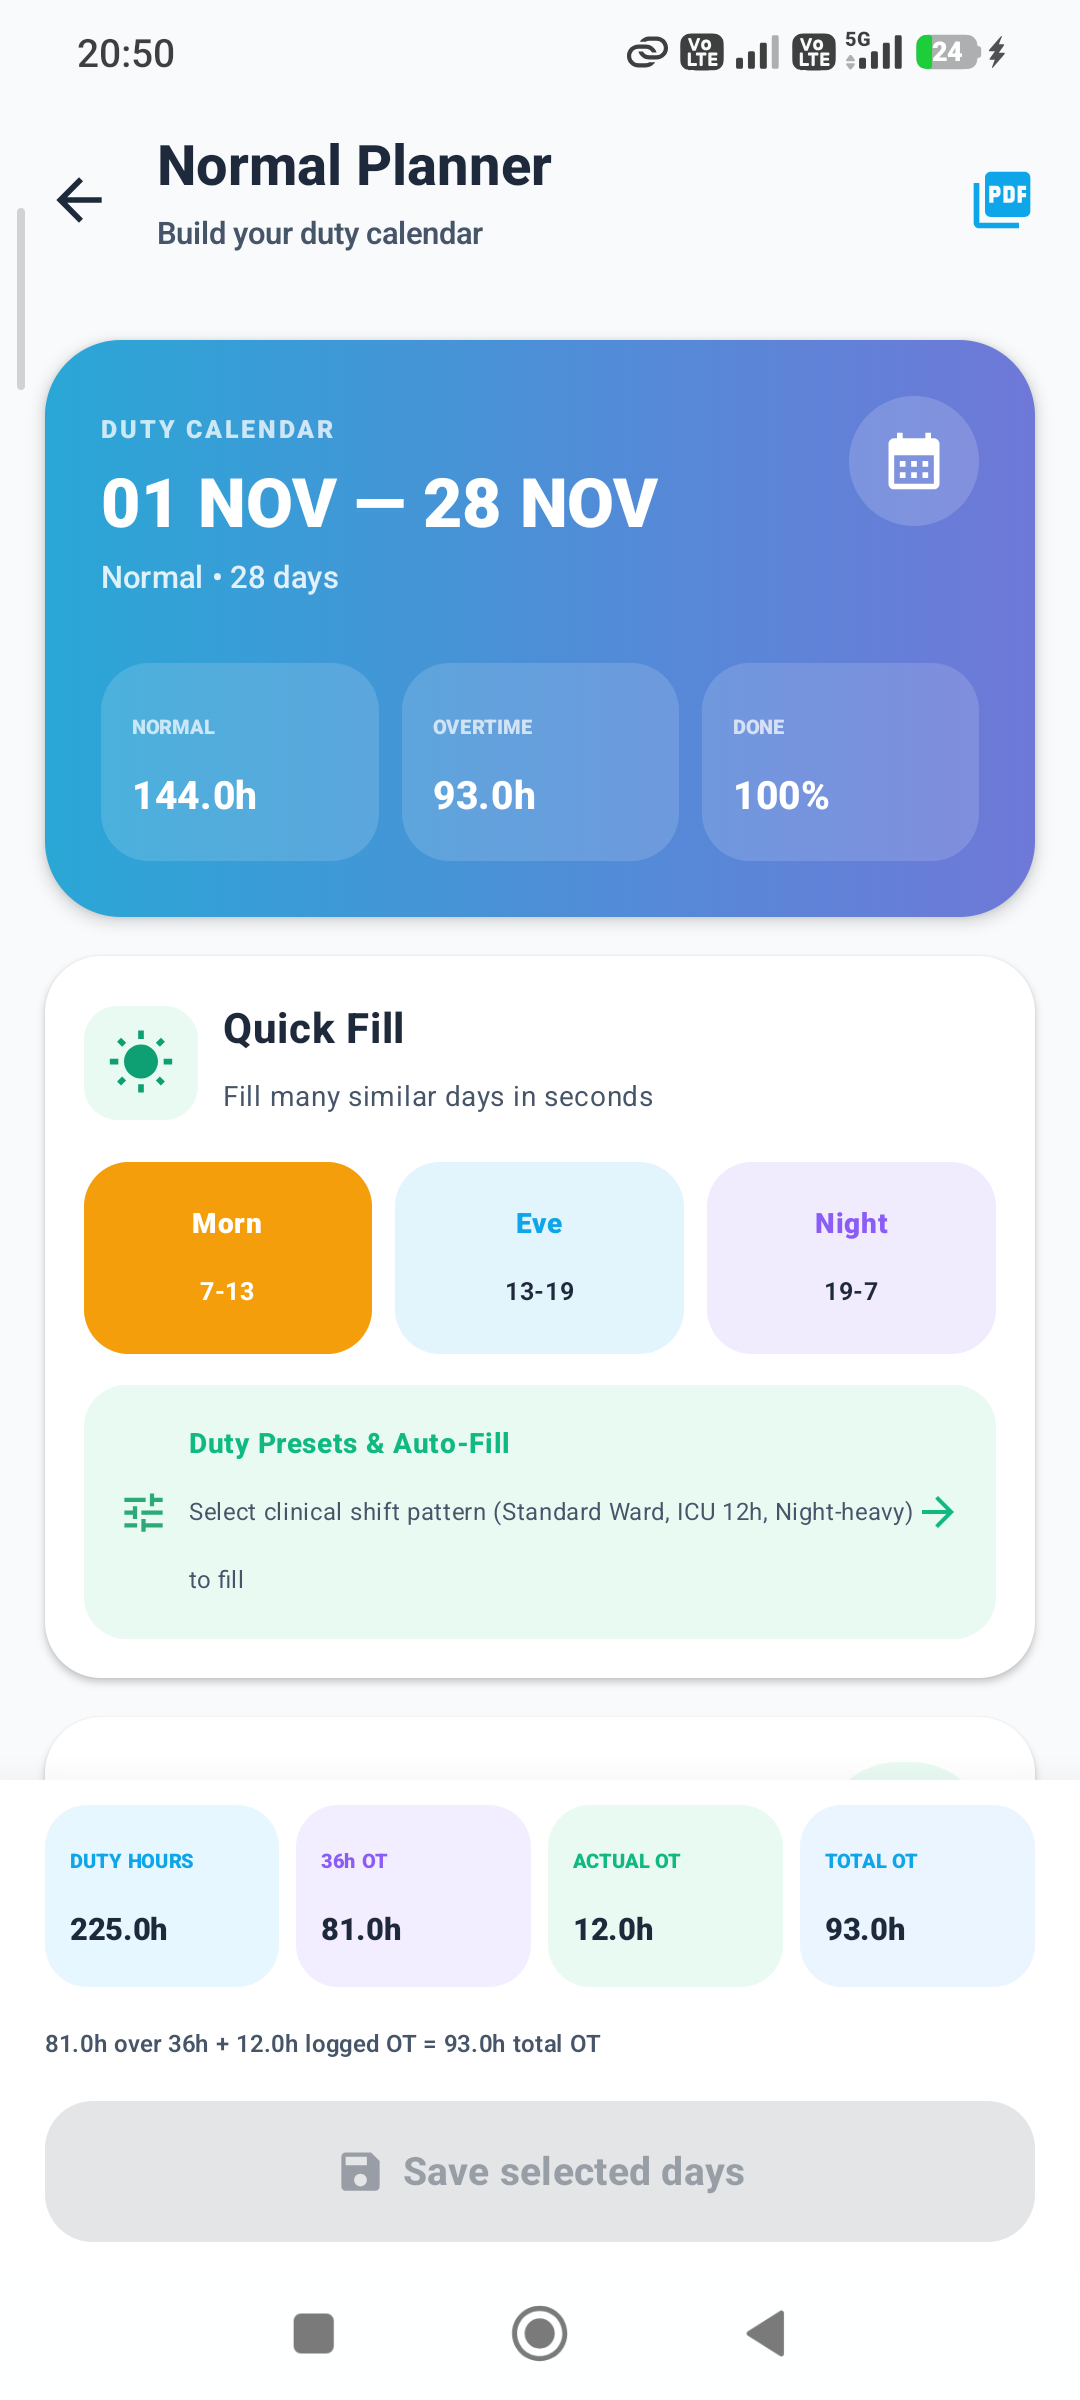 20:50
Vo LTE
Vo LTE
5G
24
Normal Planner
Build your duty calendar
PDF
DUTY CALENDAR
01 NOV — 28 NOV
Normal • 28 days
NORMAL
144.0h
OVERTIME
93.0h
DONE
100%
Quick Fill
Fill many similar days in seconds
Morn
7-13
Eve
13-19
Night
19-7
Duty Presets & Auto-Fill
Select clinical shift pattern (Standard Ward, ICU 12h, Night-heavy)
to fill
DUTY HOURS
225.0h
36h OT
81.0h
ACTUAL OT
12.0h
TOTAL OT
93.0h
81.0h over 36h + 12.0h logged OT = 93.0h total OT
Save selected days